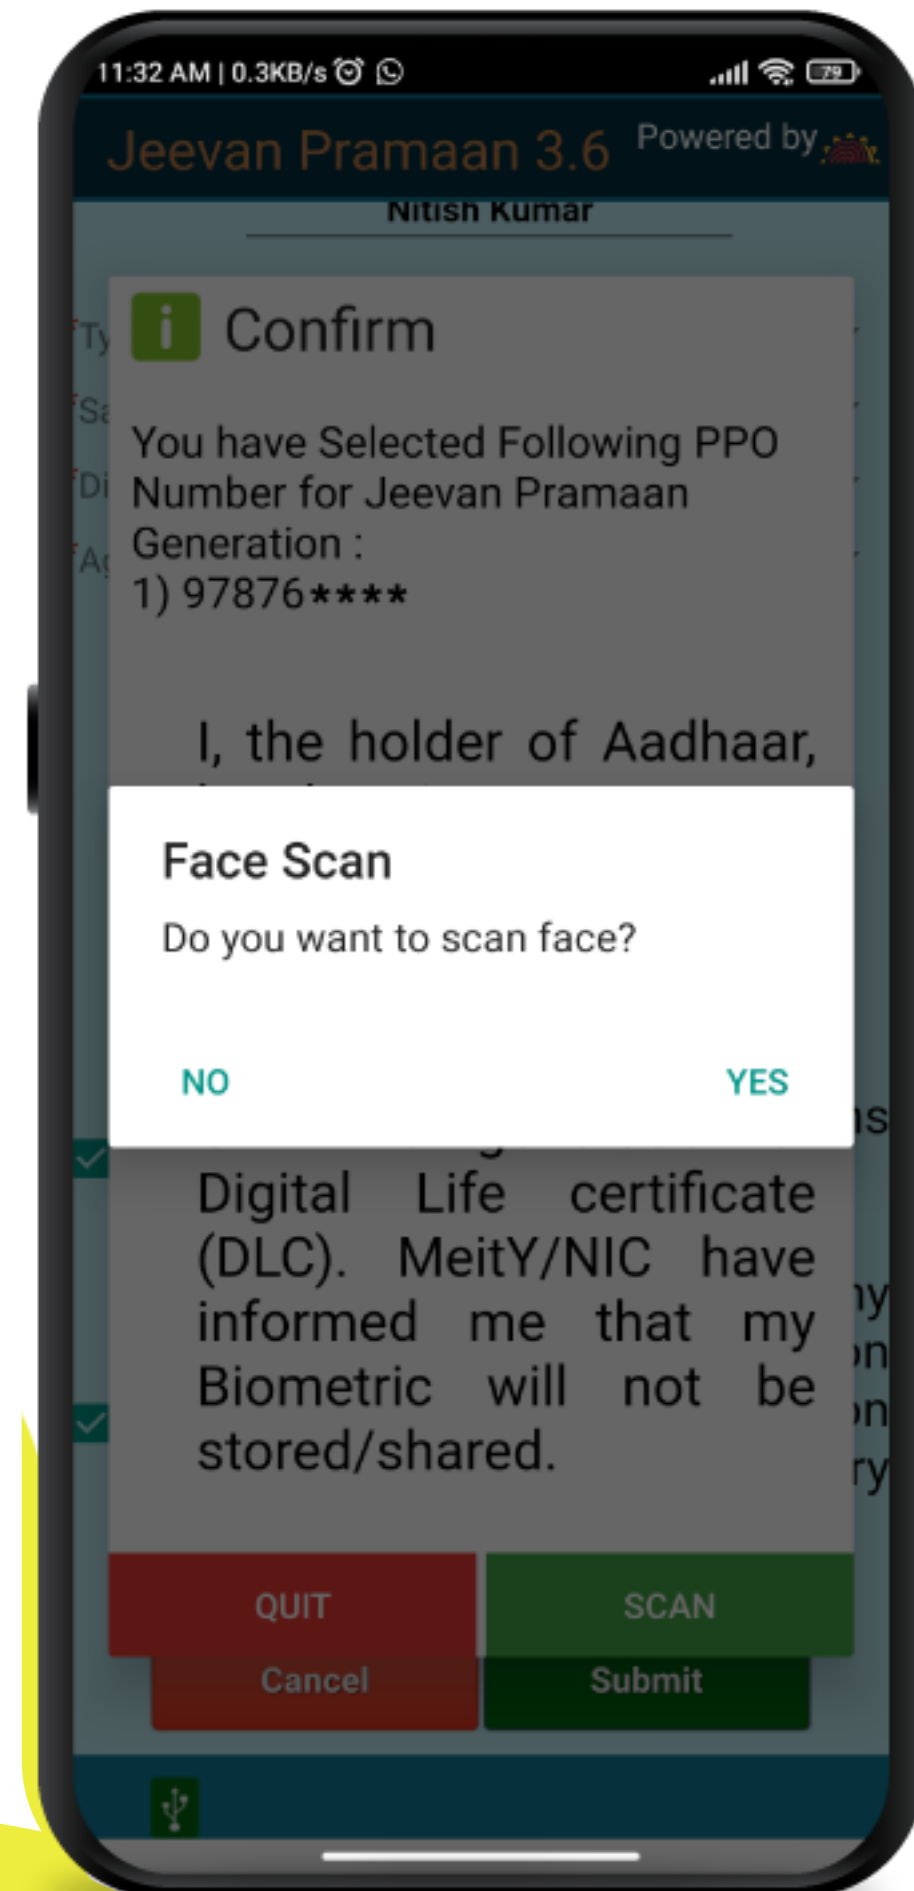 11:32 AM | 0.3KB/s
79
Jeevan Pramaan 3.6 Powered by
Nitish Kumar
Confirm
You have Selected Following PPO
Number for Jeevan Pramaan
Generation :
1) 97876****
I, the holder of Aadhaar,
Face Scan
Do you want to scan face?
NO YES
Digital Life certificate
(DLC). MeitY/NIC have
informed me that my
Biometric will not be
stored/shared.
QUIT SCAN
Cancel Submit